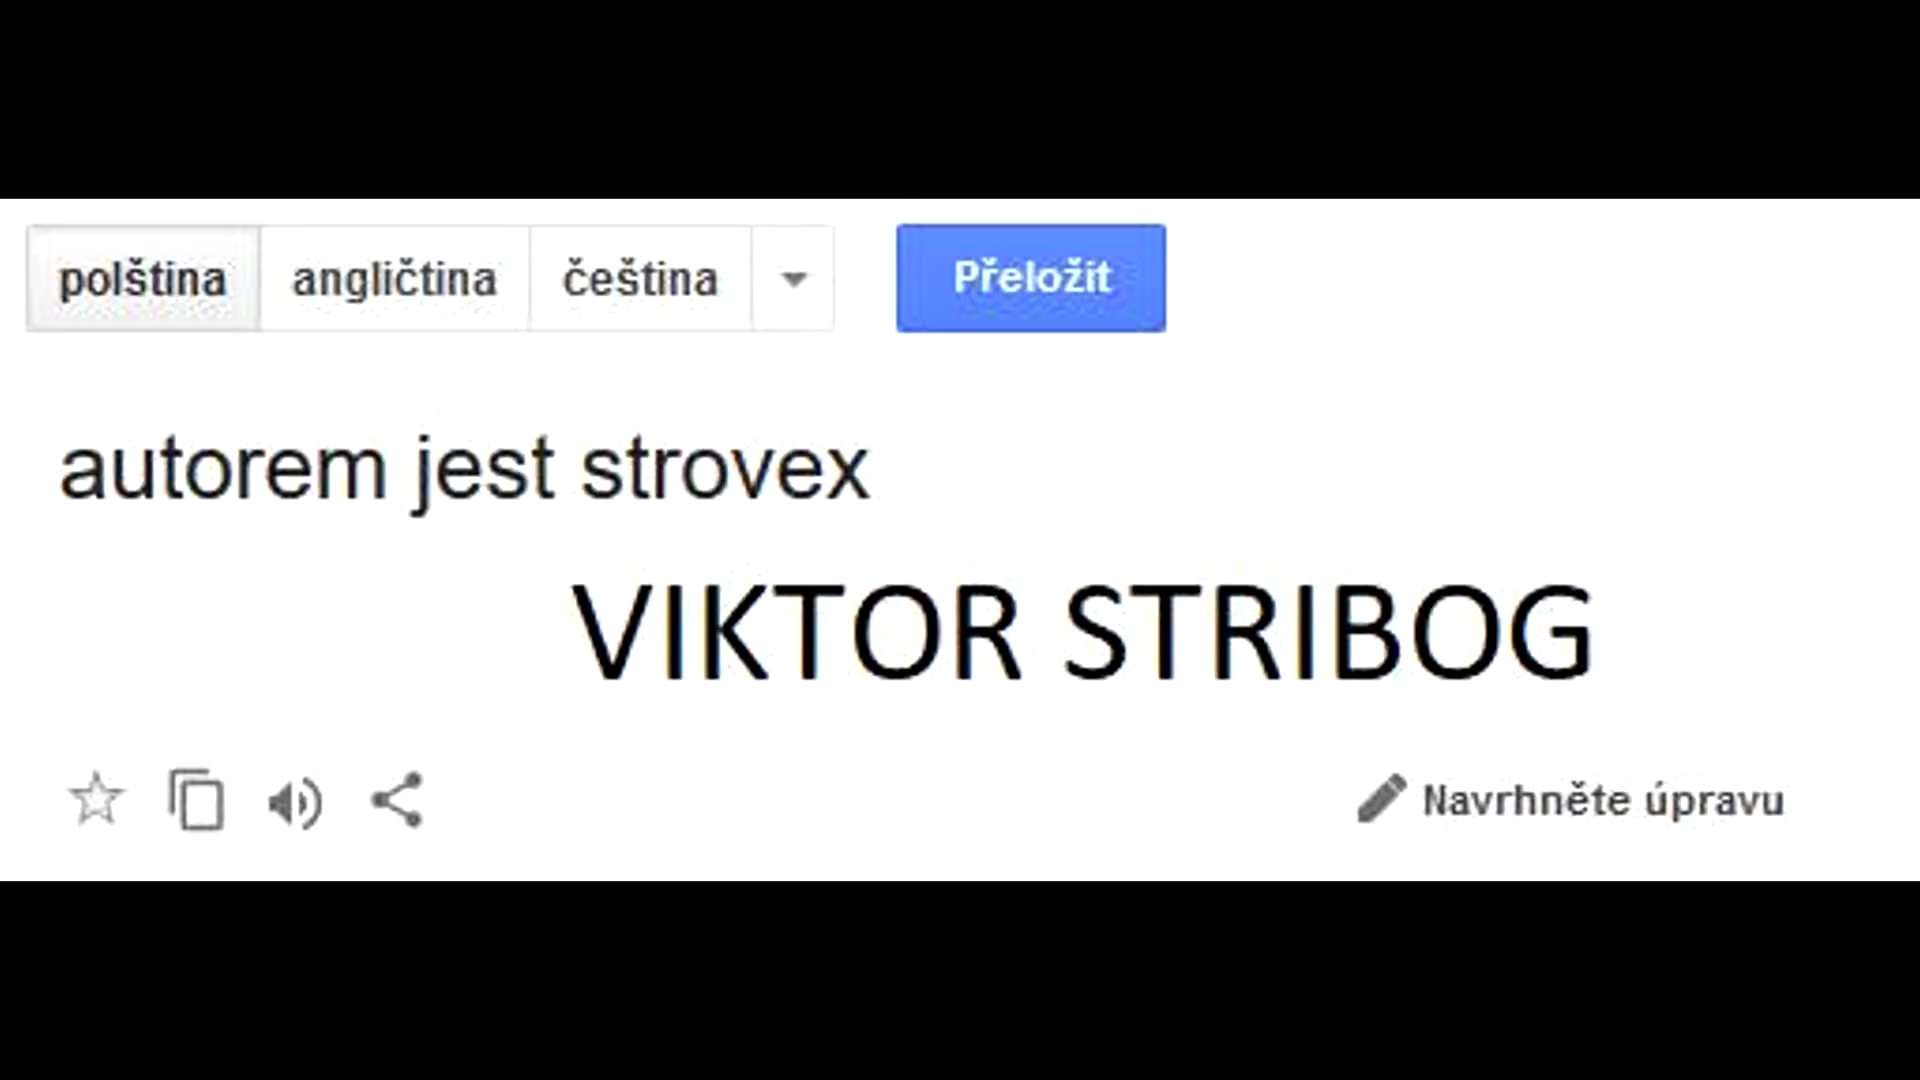 polština angličtina čeština Přeložit
autorem jest strovex
VIKTOR STRIBOG
Navrhněte úpravu